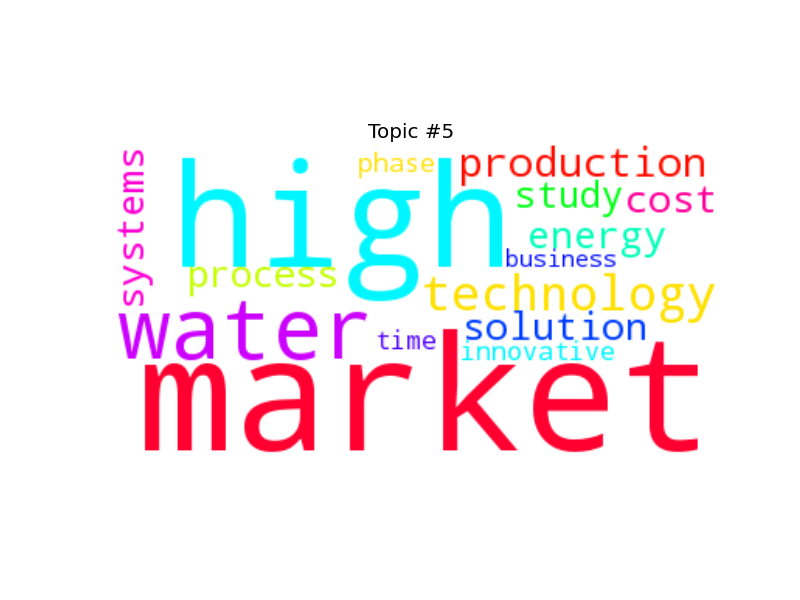 Topic #5
systems
high
phase
production
study
cost
energy
business
process
technology
water
time
solution
innovative
market